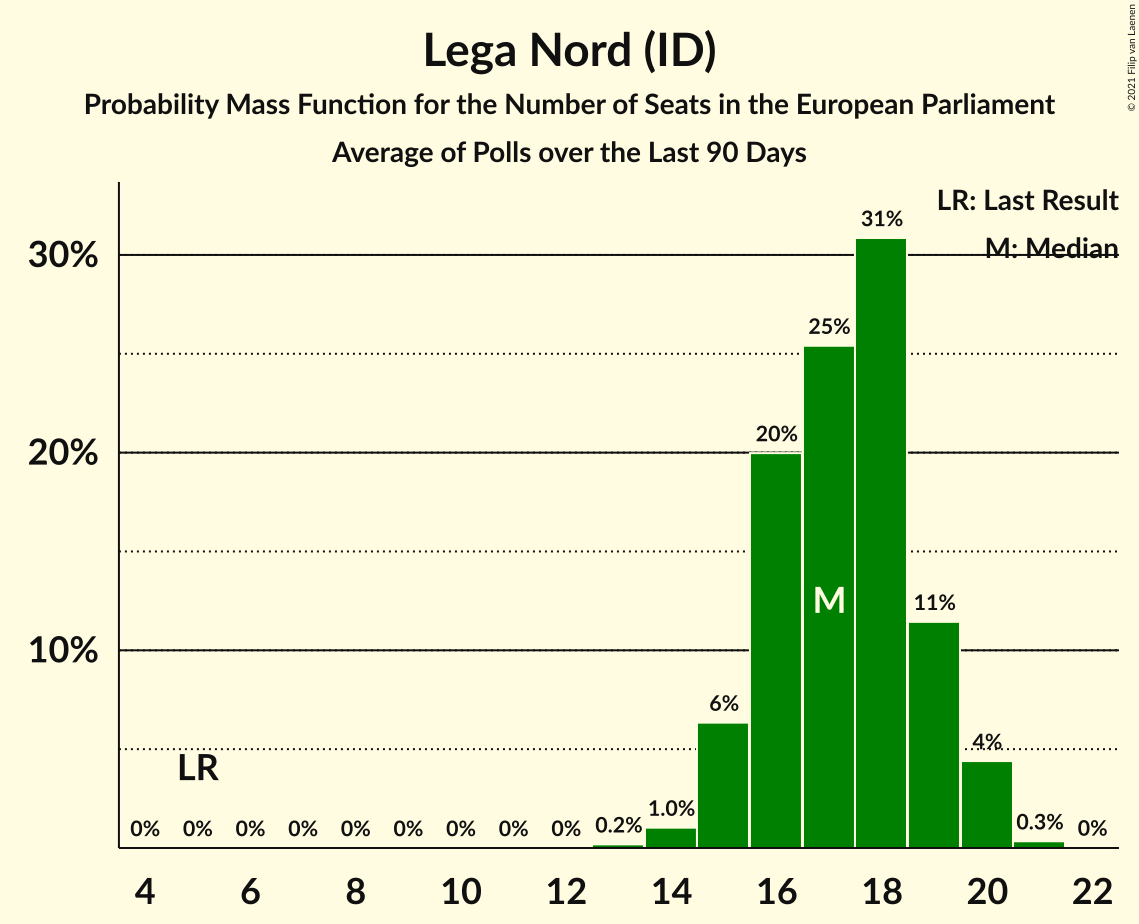 Lega Nord (ID)
Probability Mass Function for the Number of Seats in the European Parliament
Average of Polls over the Last 90 Days
© 2021 Filip van Laenen
LR: Last Result
M: Median
30%
20%
10%
31%
25%
20%
M
11%
6%
4%
LR
0% 0% 0% 0% 0% 0% 0% 0% 0% 0.2% 1.0% 0.3% 0%
4 6 8 10 12 14 16 18 20 22